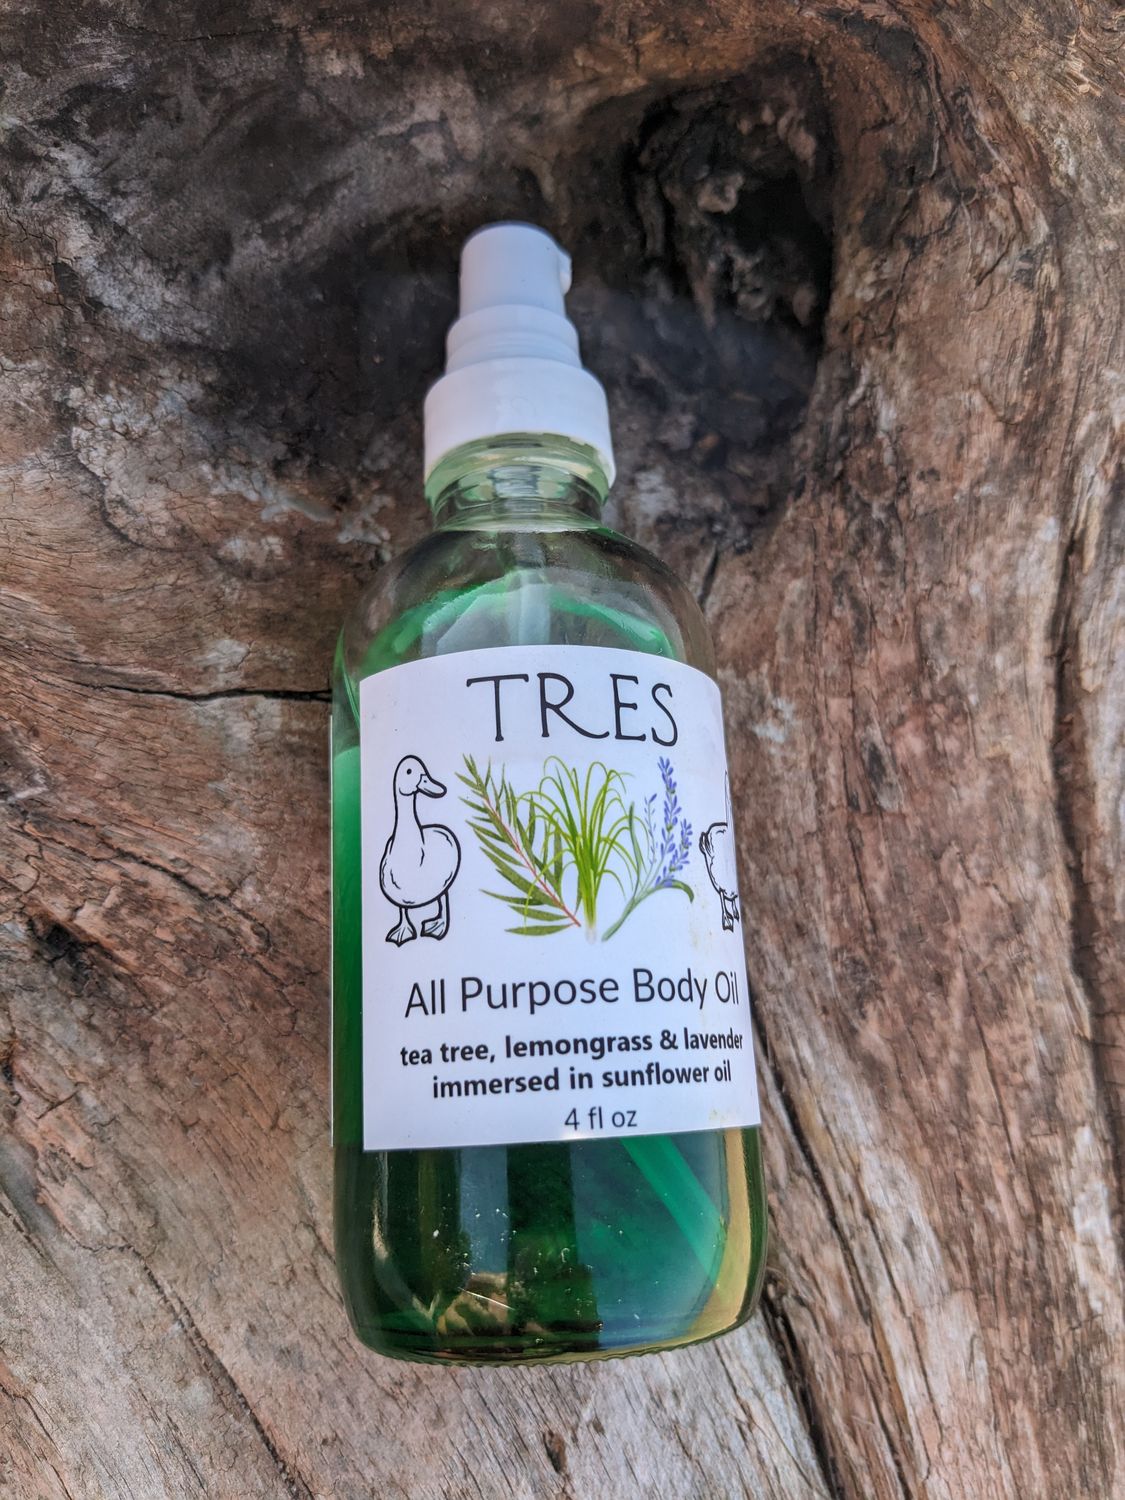 TRES
All Purpose Body Oil
tea tree, lemongrass & lavender
immersed in sunflower oil
4 fl oz